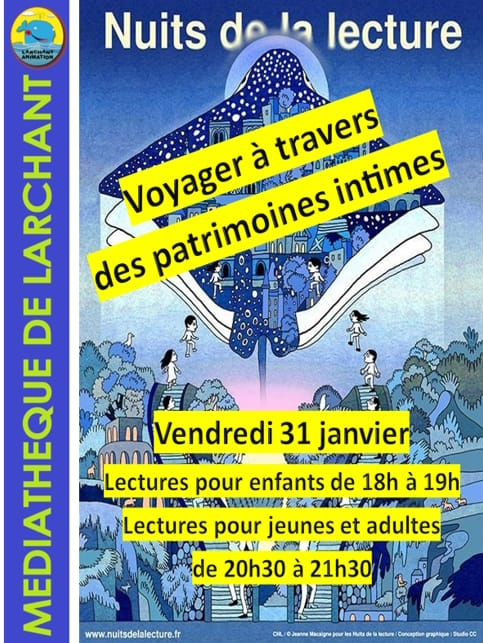 LARCHANT
ANIMATION
MEDIATHEQUE DE LARCHANT
Nuits de la lecture
Voyager à travers
des patrimoines intimes
Vendredi 31 janvier
Lectures pour enfants de 18h à 19h
Lectures pour jeunes et adultes
de 20h30 à 21h30
www.nuitsdelalecture.fr
CNL : © Jeanne Macaigne pour les Nuits de la lecture / Conception graphique : Studio CC